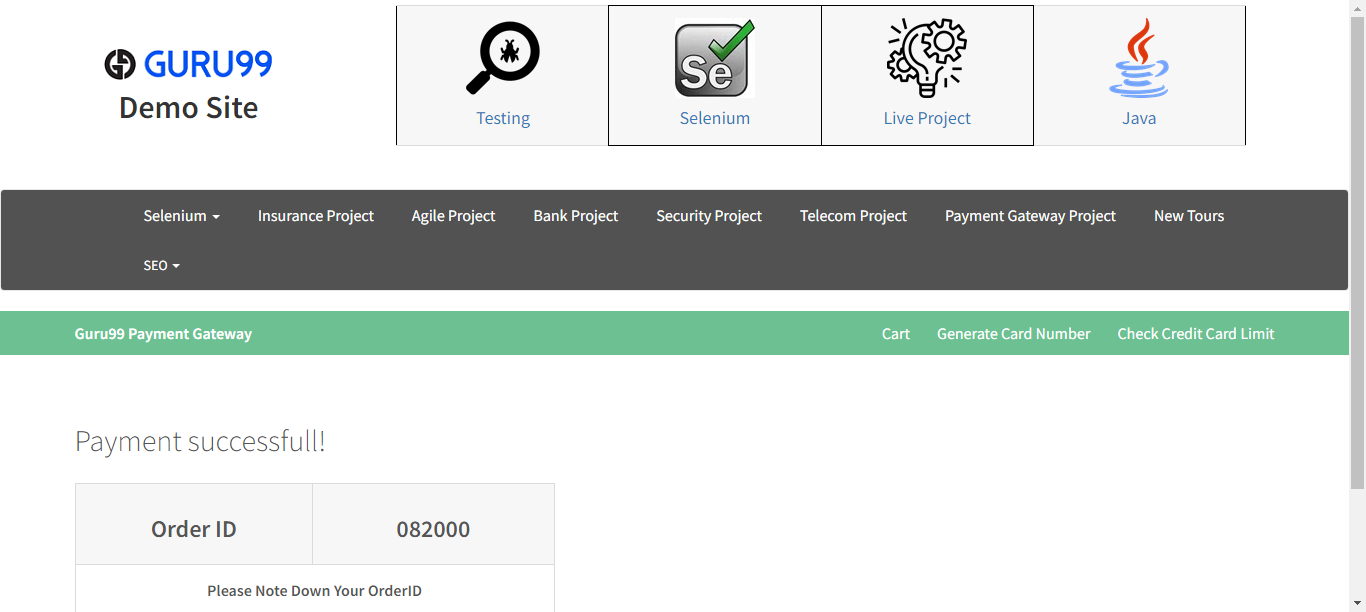 GURU99
Demo Site
Testing
Se
Selenium
Live Project
Java
Selenium Insurance Project Agile Project Bank Project Security Project Telecom Project Payment Gateway Project New Tours
SEO
Guru99 Payment Gateway Cart Generate Card Number Check Credit Card Limit
Payment successfull!
Order ID 082000
Please Note Down Your OrderID